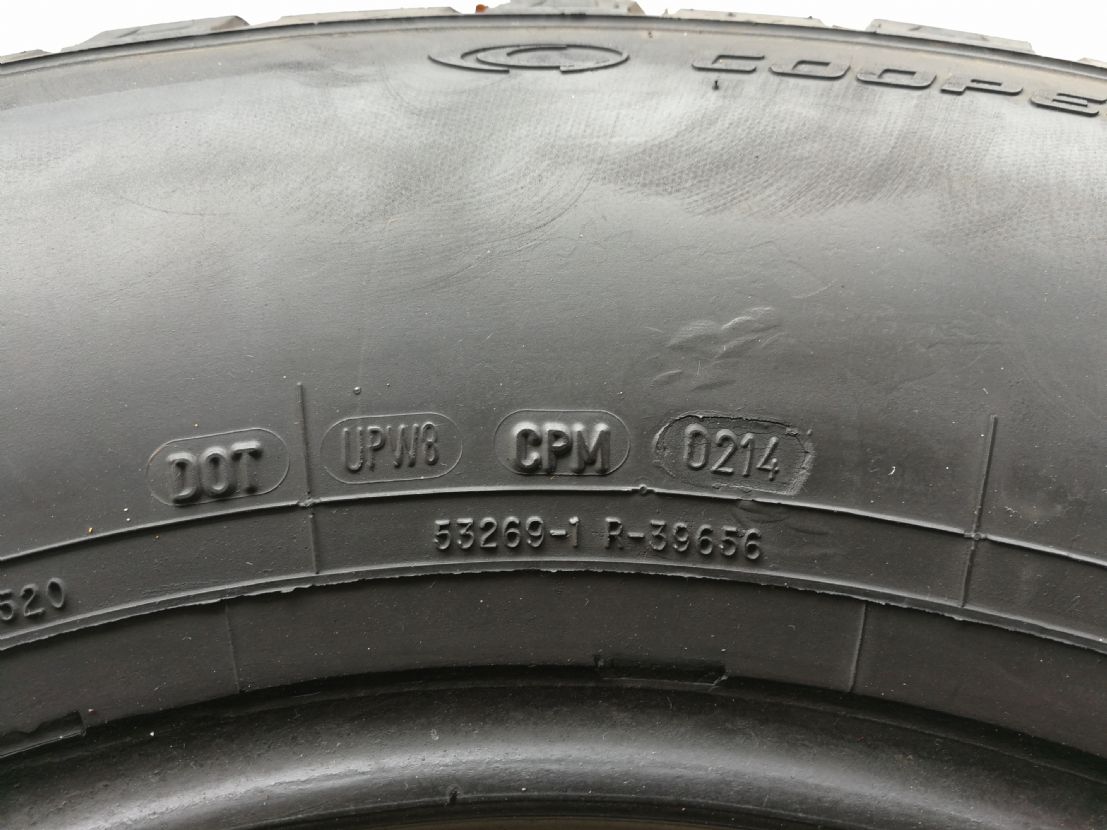 COOPE
DOT UPW8 CPM 0214
53269-1 R-39656
520